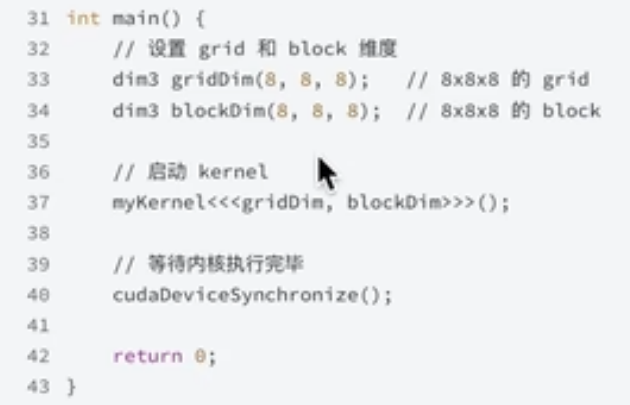 31 int main() {
32     // 设置 grid 和 block 维度
33     dim3 gridDim(8, 8, 8);   // 8x8x8 的 grid
34     dim3 blockDim(8, 8, 8);  // 8x8x8 的 block
35
36     // 启动 kernel
37     myKernel<<<gridDim, blockDim>>>();
38
39     // 等待内核执行完毕
40     cudaDeviceSynchronize();
41
42     return 0;
43 }